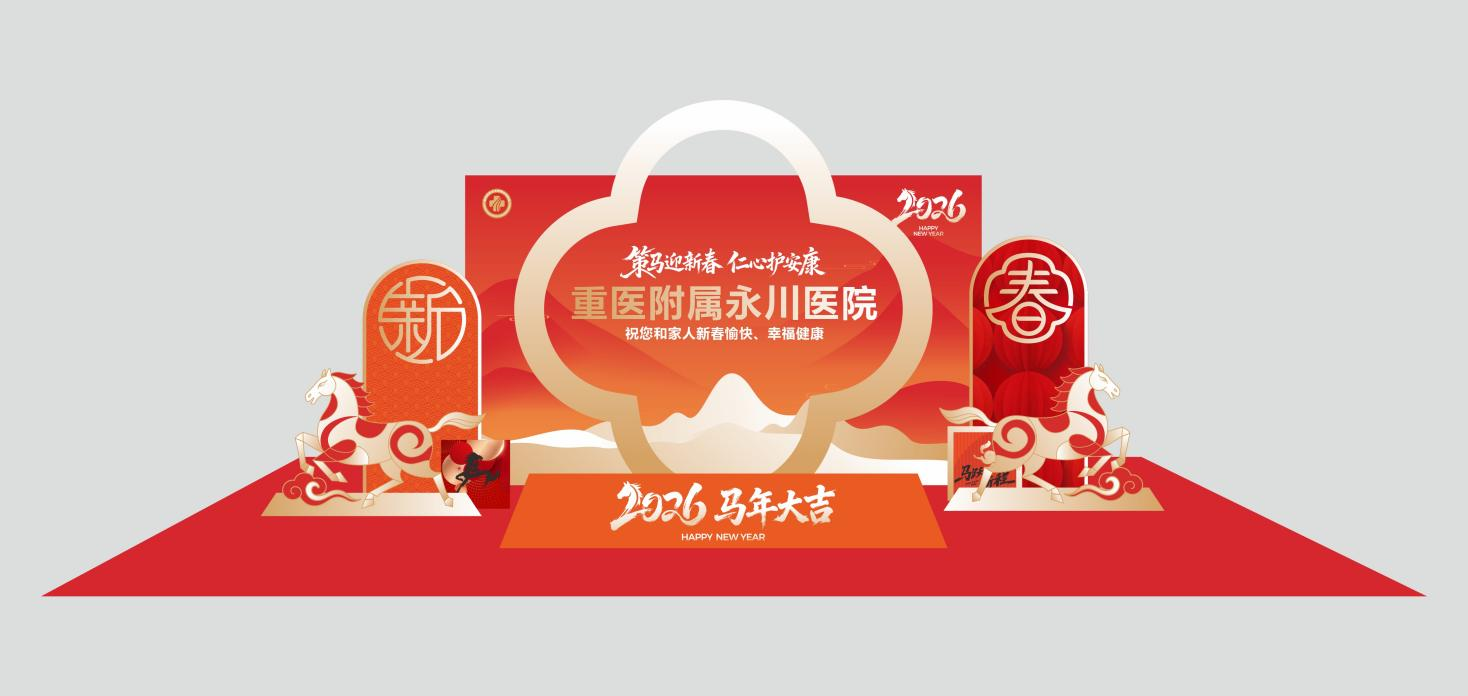 2026
HAPPY
NEW YEAR
策马迎新春 仁心护安康
重医附属永川医院
祝您和家人新春愉快、幸福健康
新
春
2026 马年大吉
HAPPY NEW YEAR